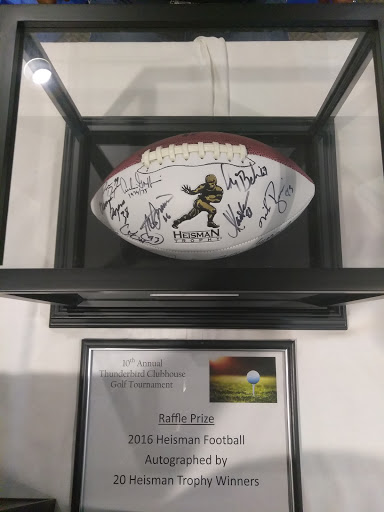 HEISMAN
TROPHY
10th Annual
Thunderbird Clubhouse
Golf Tournament
Raffle Prize
2016 Heisman Football
Autographed by
20 Heisman Trophy Winners